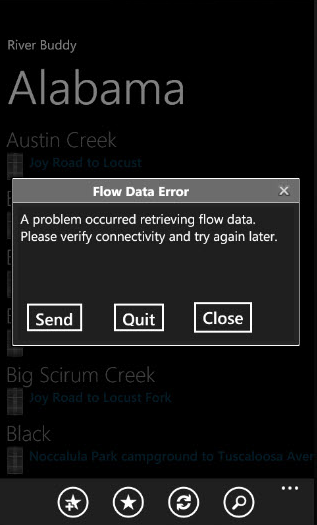 River Buddy
Alabama
Austin Creek
Joy Road to Locust
Flow Data Error
A problem occurred retrieving flow data.
Please verify connectivity and try again later.
Send Quit Close
Big Scirum Creek
Joy Road to Locust Fork
Black
Noccalula Park campground to Tuscaloosa Aven